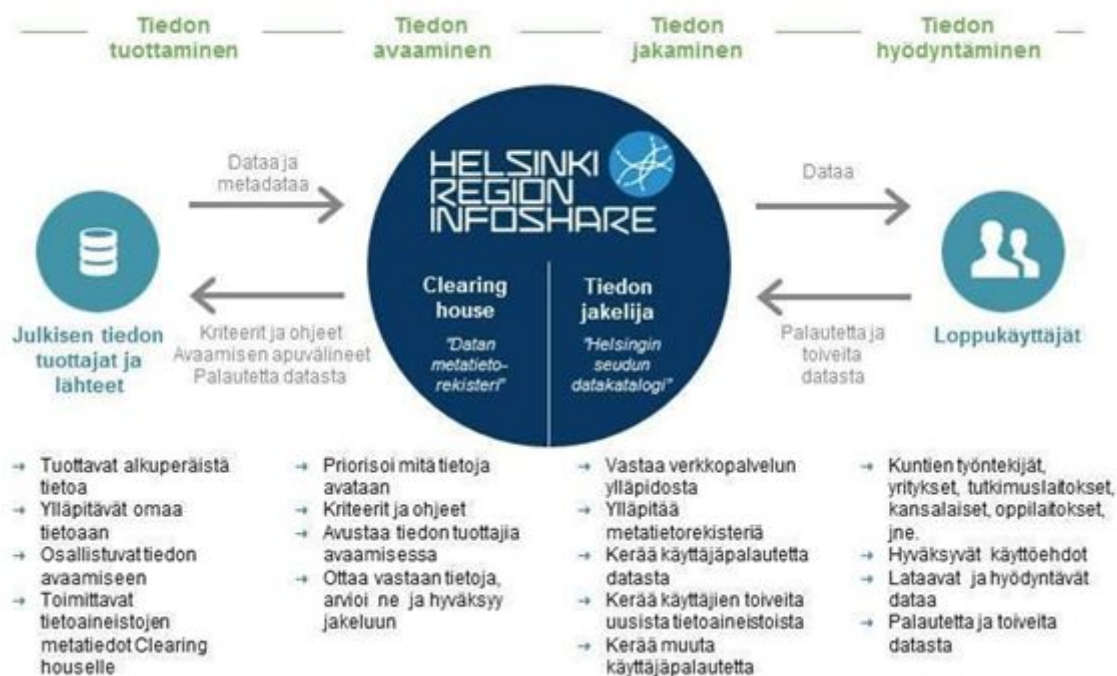 Tiedon
tuottaminen
Tiedon
avaaminen
Tiedon
jakaminen
Tiedon
hyödyntäminen
Dataa ja
metadataa
HELSINKI
REGION
INFOSHARE
Dataa
Julkisen tiedon
tuottajat ja
lähteet
Kriteerit ja ohjeet
Avaamisen apuvälineet
Palautetta datasta
Clearing
house
"Datan
metatieto-
rekisteri"
Tiedon
jakelija
"Helsingin
seudun
datakatalogi"
Palautetta ja
toiveita
datasta
Loppukäyttäjät
→ Tuottavat alkuperäistä
tietoa
→ Ylläpitävät omaa
tietoaan
→ Osallistuvat tiedon
avaamiseen
→ Toimittavat
tietoaineistojen
metatiedot Clearing
houselle
→ Priorisoi mitä tietoja
avataan
→ Kriteerit ja ohjeet
→ Avustaa tiedon tuottajia
avaamisessa
→ Ottaa vastaan tietoja,
arvioi ne ja hyväksyy
jakeluun
→ Vastaa verkkopalvelun
ylläpidosta
→ Ylläpitää
metatietorekisteriä
→ Kerää käyttäjäpalautetta
datasta
→ Kerää käyttäjien toiveita
uusista tietoaineistoista
→ Kerää muuta
käyttäjäpalautetta
→ Kuntien työntekijät,
yritykset, tutkimuslaitokset,
kansalaiset, oppilaitokset,
jne.
→ Hyväksyvät käyttöehdot
→ Lataavat ja hyödyntävät
dataa
→ Palautetta ja toiveita
datasta